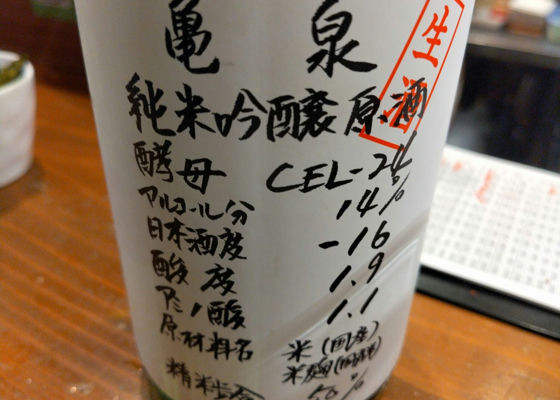 亀泉
生酒
純米吟醸原酒
酵母 CEL-24
アルコール分 14%
日本酒度 -16
酸度 1.9
アミノ酸 1.1
原材料名 米(国産)
米麹(国産米)
精米歩合 50%